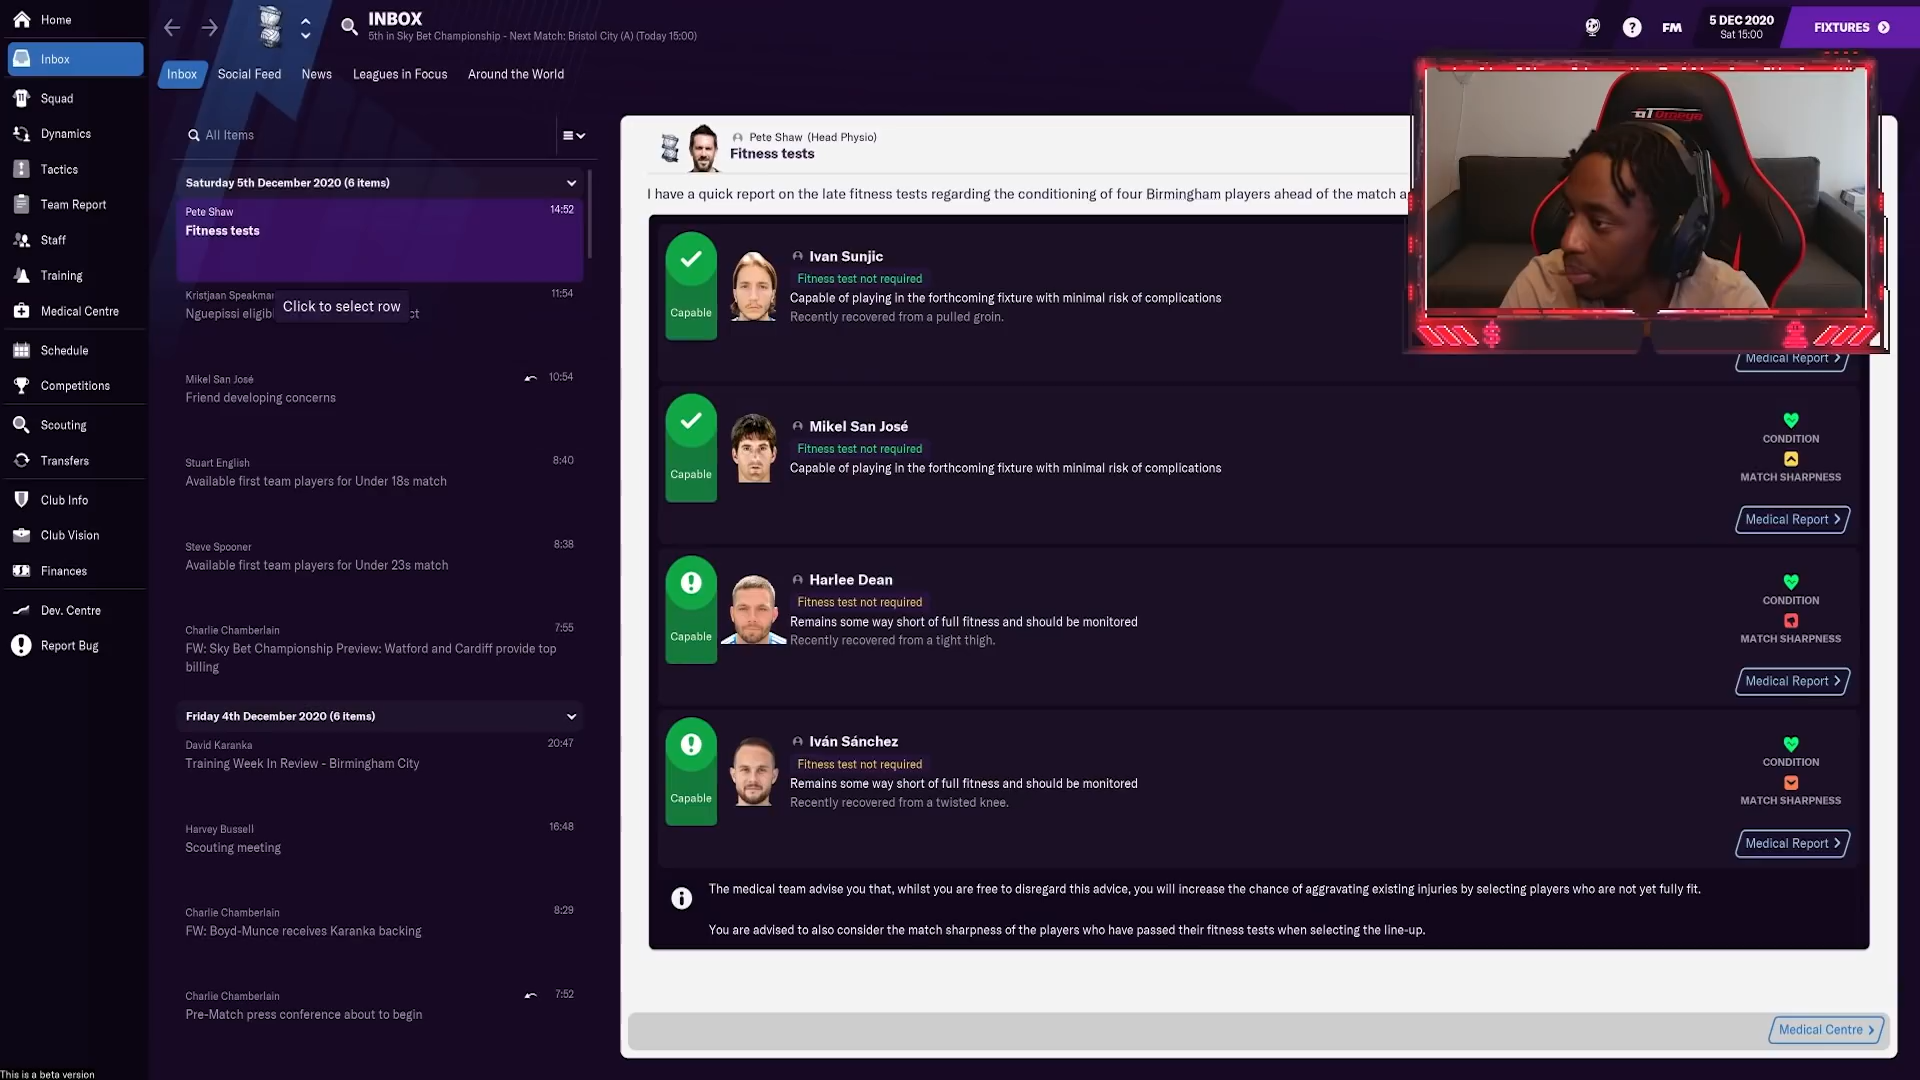 Home
Inbox
Squad
Dynamics
Tactics
Team Report
Staff
Training
Medical Centre
Schedule
Competitions
Scouting
Transfers
Club Info
Club Vision
Finances
Dev. Centre
Report Bug
This is a beta version
INBOX
5th in Sky Bet Championship - Next Match: Bristol City (A) (Today 15:00)
FM
5 DEC 2020
Sat 15:00
FIXTURES
Inbox Social Feed News Leagues in Focus Around the World
All Items
Saturday 5th December 2020 (6 items)
Pete Shaw 14:52
Fitness tests
Kristjaan Speakma 11:54
Click to select row
Mikel San José 10:54
Friend developing concerns
Stuart English 8:40
Available first team players for Under 18s match
Steve Spooner 8:38
Available first team players for Under 23s match
Charlie Chamberlain 7:55
FW: Sky Bet Championship Preview: Watford and Cardiff provide top
billing
Friday 4th December 2020 (6 items)
David Karanka 20:47
Training Week In Review - Birmingham City
Harvey Bussell 16:48
Scouting meeting
Charlie Chamberlain 8:29
FW: Boyd-Munce receives Karanka backing
Charlie Chamberlain 7:52
Pre-Match press conference about to begin
Pete Shaw (Head Physio)
Fitness tests
I have a quick report on the late fitness tests regarding the conditioning of four Birmingham players ahead of the match a
Capable
Ivan Sunjic
Fitness test not required
Capable of playing in the forthcoming fixture with minimal risk of complications
Recently recovered from a pulled groin.
Medical Report
Capable
Mikel San José
Fitness test not required
Capable of playing in the forthcoming fixture with minimal risk of complications
CONDITION
MATCH SHARPNESS
Medical Report
Capable
Harlee Dean
Fitness test not required
Remains some way short of full fitness and should be monitored
Recently recovered from a tight thigh.
CONDITION
MATCH SHARPNESS
Medical Report
Capable
Iván Sánchez
Fitness test not required
Remains some way short of full fitness and should be monitored
Recently recovered from a twisted knee.
CONDITION
MATCH SHARPNESS
Medical Report
The medical team advise you that, whilst you are free to disregard this advice, you will increase the chance of aggravating existing injuries by selecting players who are not yet fully fit.
You are advised to also consider the match sharpness of the players who have passed their fitness tests when selecting the line-up.
Medical Centre
GT Omega